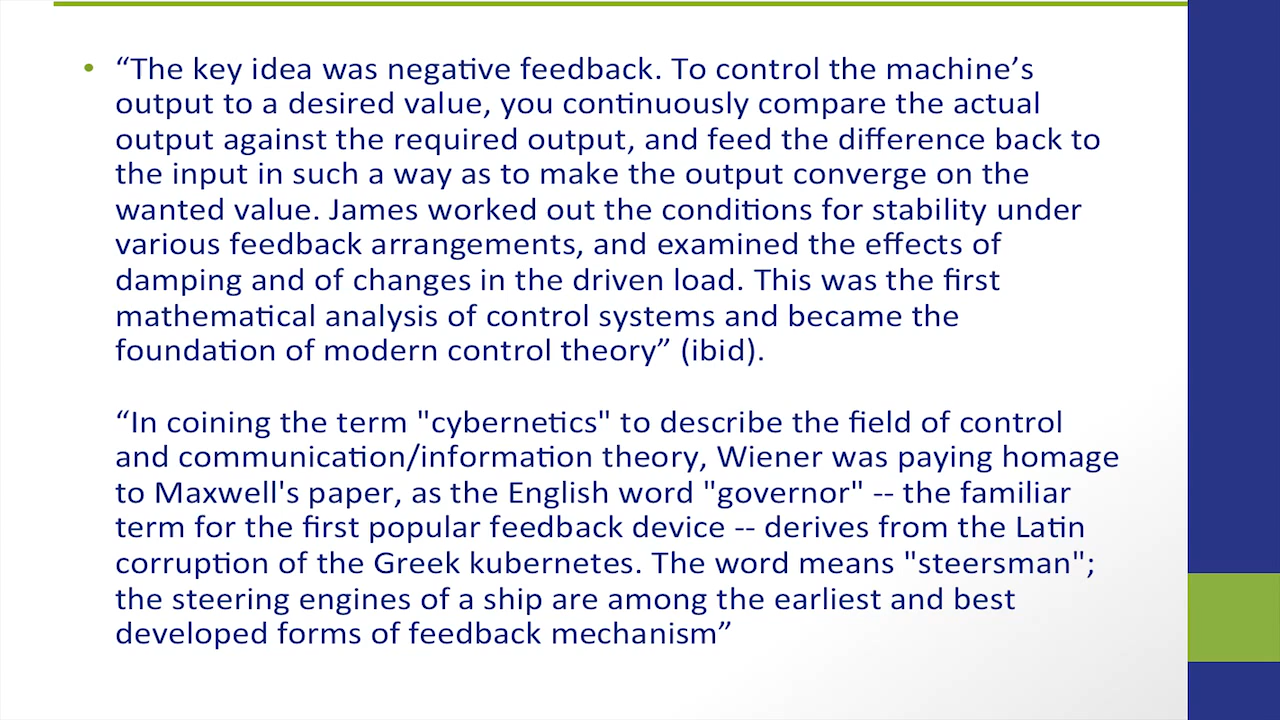 • “The key idea was negative feedback. To control the machine’s
output to a desired value, you continuously compare the actual
output against the required output, and feed the difference back to
the input in such a way as to make the output converge on the
wanted value. James worked out the conditions for stability under
various feedback arrangements, and examined the effects of
damping and of changes in the driven load. This was the first
mathematical analysis of control systems and became the
foundation of modern control theory” (ibid).
“In coining the term "cybernetics" to describe the field of control
and communication/information theory, Wiener was paying homage
to Maxwell's paper, as the English word "governor" -- the familiar
term for the first popular feedback device -- derives from the Latin
corruption of the Greek kubernetes. The word means "steersman";
the steering engines of a ship are among the earliest and best
developed forms of feedback mechanism”